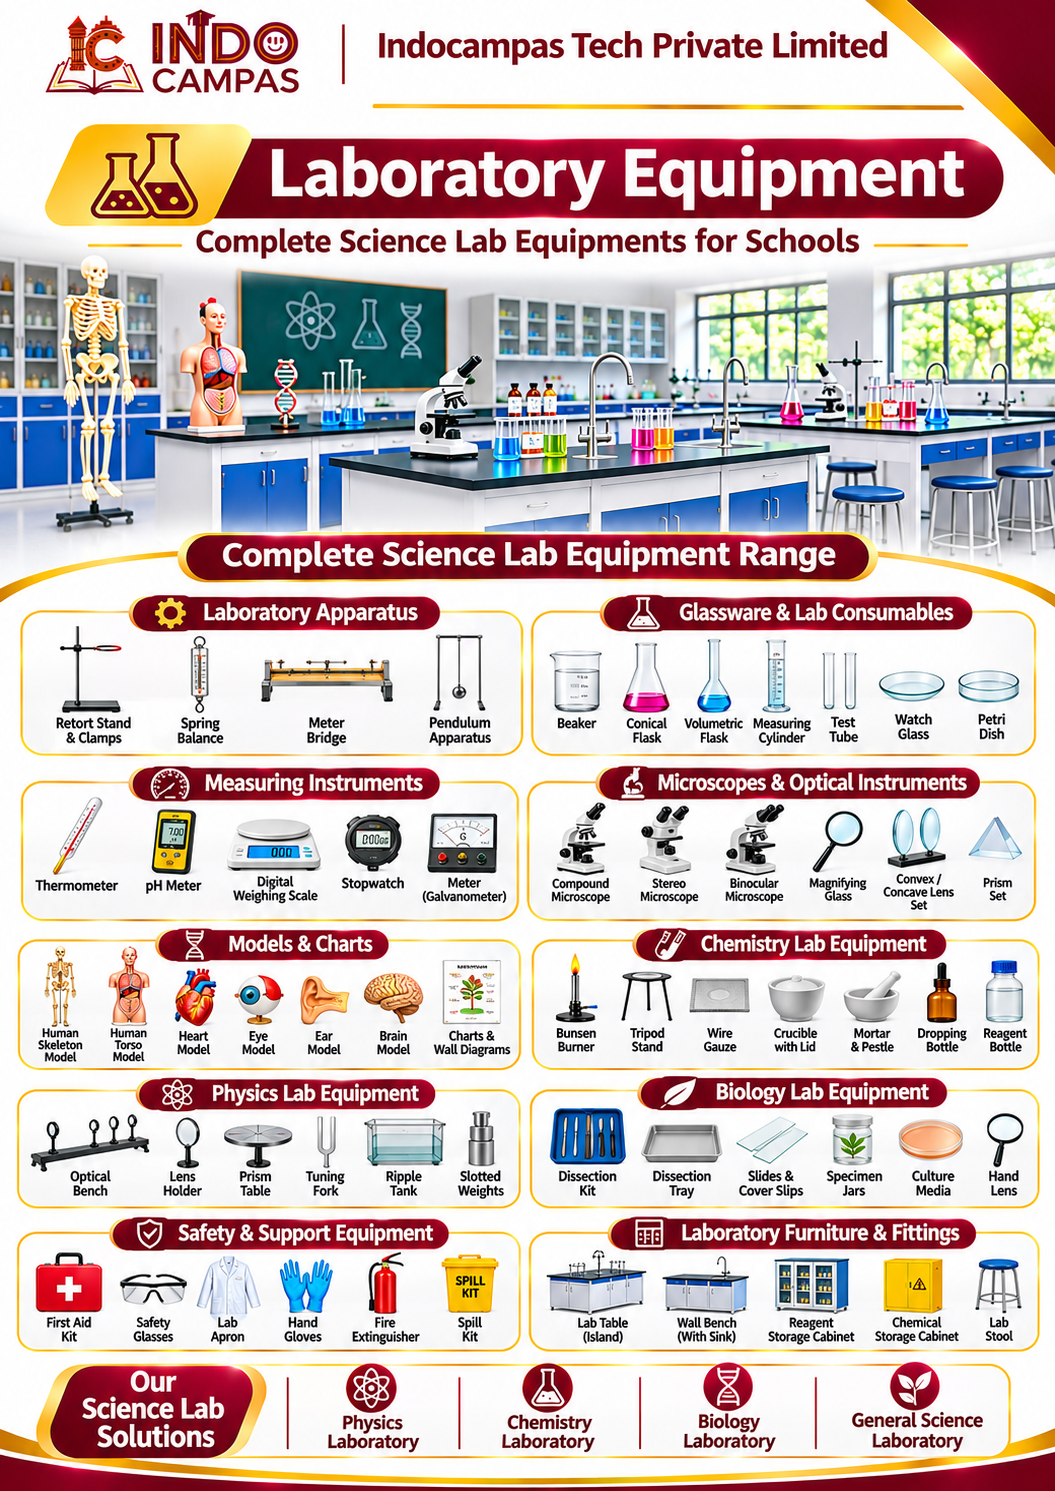 INDO
CAMPAS
Indocampas Tech Private Limited
Laboratory Equipment
Complete Science Lab Equipments for Schools
Complete Science Lab Equipment Range
Laboratory Apparatus
Retort Stand
& Clamps
Spring
Balance
Meter
Bridge
Pendulum
Apparatus
Glassware & Lab Consumables
Beaker
Conical
Flask
Volumetric
Flask
Measuring
Cylinder
Test
Tube
Watch
Glass
Petri
Dish
Measuring Instruments
7.00
000
G
Thermometer
pH Meter
Digital
Weighing Scale
Stopwatch
Meter
(Galvanometer)
Microscopes & Optical Instruments
Compound
Microscope
Stereo
Microscope
Binocular
Microscope
Magnifying
Glass
Convex /
Concave Lens
Set
Prism
Set
Models & Charts
Human
Skeleton
Model
Human
Torso
Model
Heart
Model
Eye
Model
Ear
Model
Brain
Model
Charts &
Wall Diagrams
Chemistry Lab Equipment
Bunsen
Burner
Tripod
Stand
Wire
Gauze
Crucible
with Lid
Mortar
& Pestle
Dropping
Bottle
Reagent
Bottle
Physics Lab Equipment
Optical
Bench
Lens
Holder
Prism
Table
Tuning
Fork
Ripple
Tank
Slotted
Weights
Biology Lab Equipment
Dissection
Kit
Dissection
Tray
Slides &
Cover Slips
Specimen
Jars
Culture
Media
Hand
Lens
Safety & Support Equipment
First Aid
Kit
Safety
Glasses
Lab
Apron
Hand
Gloves
Fire
Extinguisher
SPILL
KIT
Spill
Kit
Laboratory Furniture & Fittings
Lab Table
(Island)
Wall Bench
(With Sink)
Reagent
Storage Cabinet
Chemical
Storage Cabinet
Lab
Stool
Our
Science Lab
Solutions
Physics
Laboratory
Chemistry
Laboratory
Biology
Laboratory
General Science
Laboratory